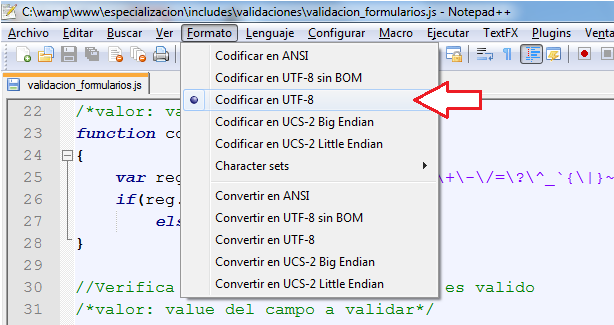 C:\wamp\www\especializacion\includes\validaciones\validacion_formularios.js - Notepad++
Archivo Editar Buscar Ver Formato Lenguaje Configurar Macro Ejecutar TextFX Plugins Venta
validacion_formularios.js
Codificar en ANSI
Codificar en UTF-8 sin BOM
Codificar en UTF-8
Codificar en UCS-2 Big Endian
Codificar en UCS-2 Little Endian
Character sets
Convertir en ANSI
Convertir en UTF-8 sin BOM
Convertir en UTF-8
Convertir en UCS-2 Big Endian
Convertir en UCS-2 Little Endian
22 /*valor: va
23 function co
24 {
25 var reg \+\-\/=\?\^_`{\|}~
26 if(reg.
27 els
28 }
29
30 //Verifica es valido
31 /*valor: value del campo a validar*/